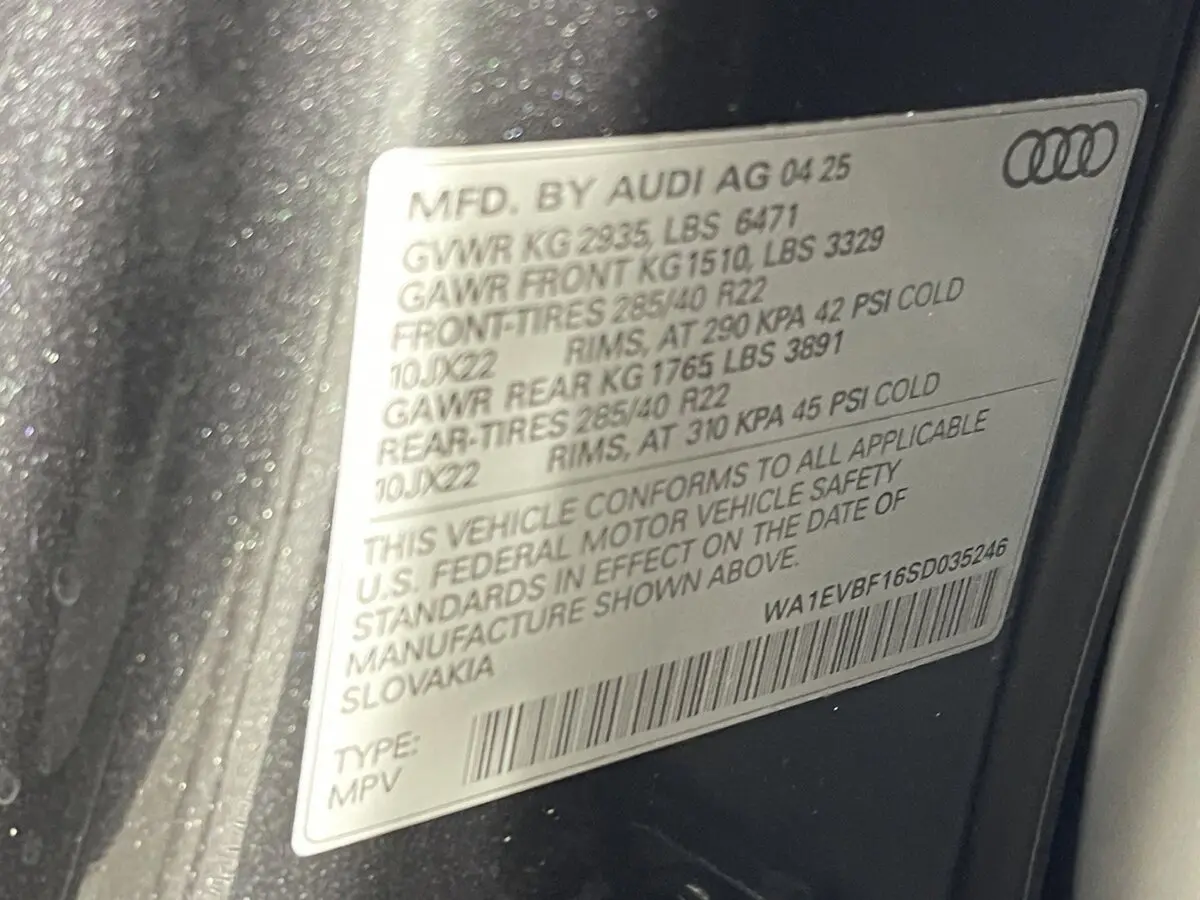 MFD. BY AUDI AG 04 25
GVWR KG 2935, LBS 6471
GAWR FRONT KG1510, LBS 3329
FRONT-TIRES 285/40 R22
10JX22 RIMS, AT 290 KPA 42 PSI COLD
GAWR REAR KG 1765 LBS 3891
REAR-TIRES 285/40 R22
10JX22 RIMS, AT 310 KPA 45 PSI COLD
THIS VEHICLE CONFORMS TO ALL APPLICABLE
U.S. FEDERAL MOTOR VEHICLE SAFETY
STANDARDS IN EFFECT ON THE DATE OF
MANUFACTURE SHOWN ABOVE.
SLOVAKIA
WA1EVBF16SD035246
TYPE:
MPV